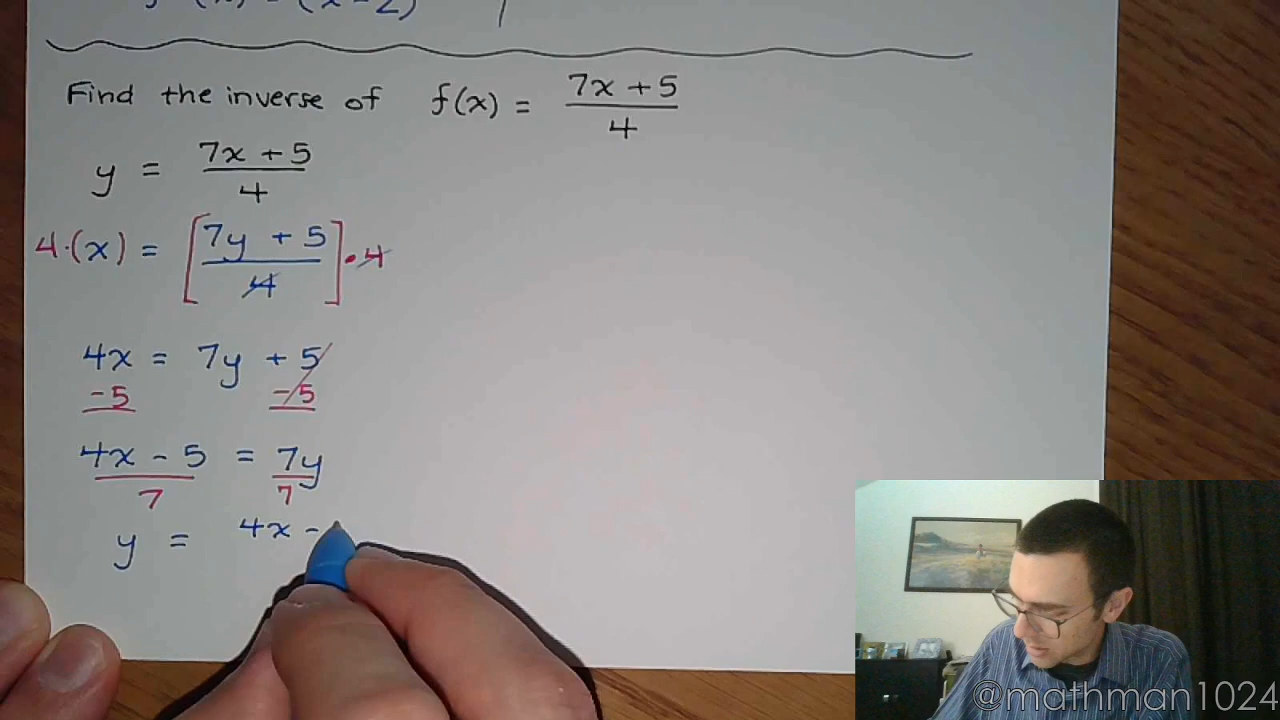 (x-2)
Find the inverse of f(x) = 7x + 5 / 4
y = 7x + 5 / 4
4·(x) = [7y + 5 / 4]·4
4x = 7y + 5
-5 -5
4x - 5 = 7y
7 7
y = 4x -
@mathman1024